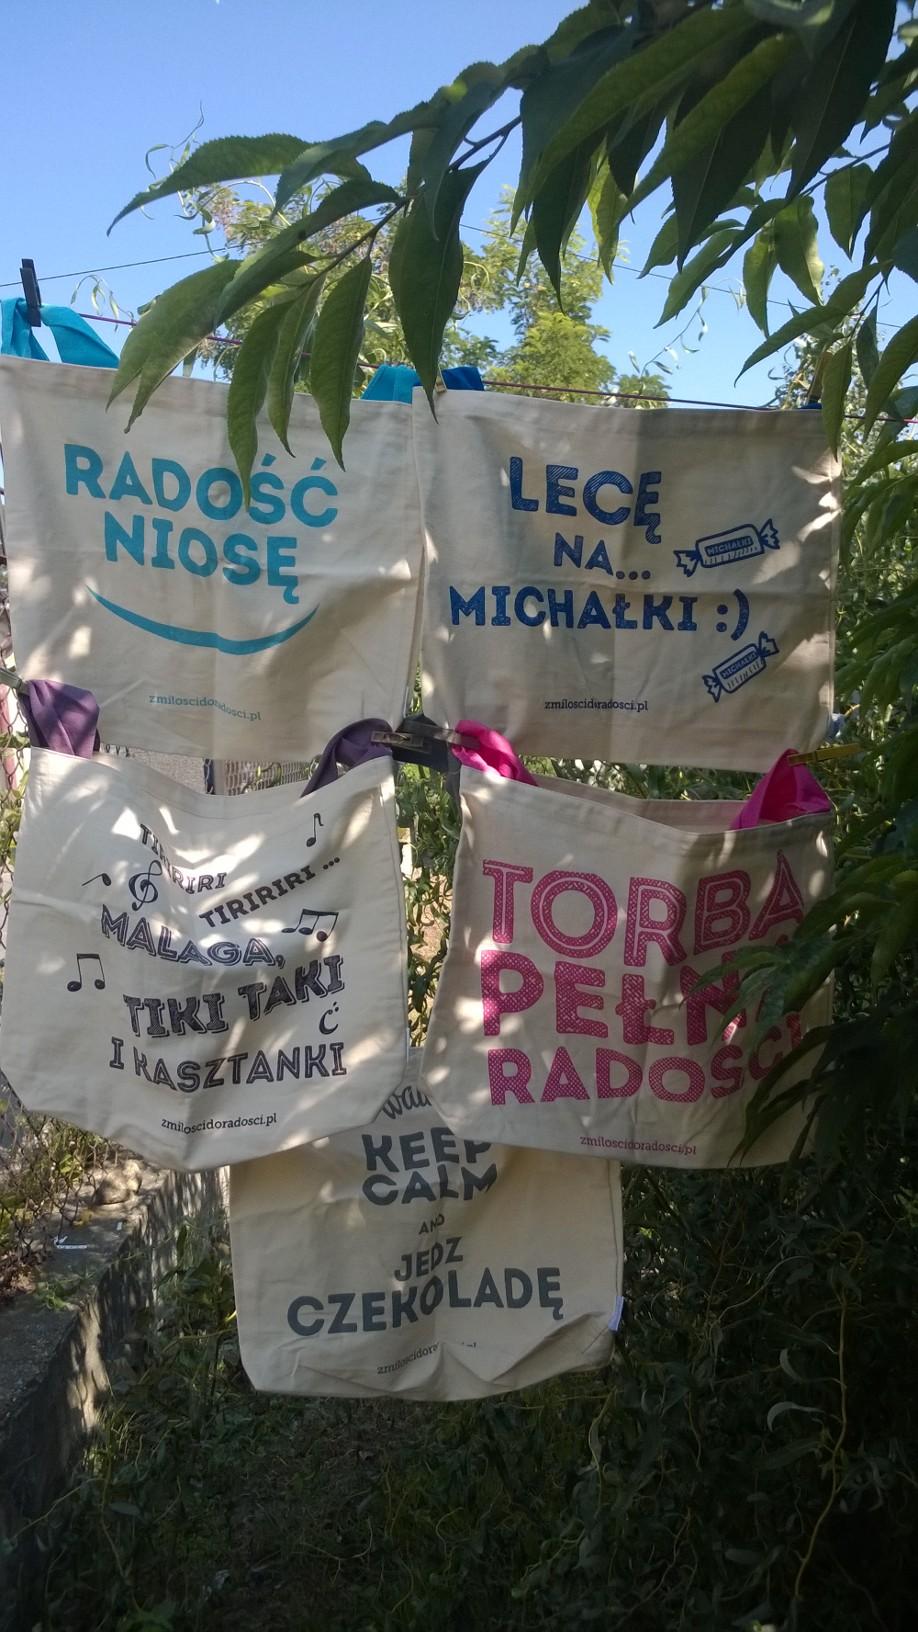 RADOŚĆ
NIOSĘ
zmiloscidoradosci.pl
LECĘ
NA...
MICHAŁKI :)
MICHAŁKI
MICHAŁKI
zmiloscidoradosci.pl
TIRIRIRI
TIRIRIRI ...
MALAGA,
TIKI TAKI
I KASZTANKI
zmiloscidoradosci.pl
TORBA
PEŁNA
RADOŚCI
zmiloscidoradosci.pl
KEEP
CALM
AND
JEDZ
CZEKOLADĘ